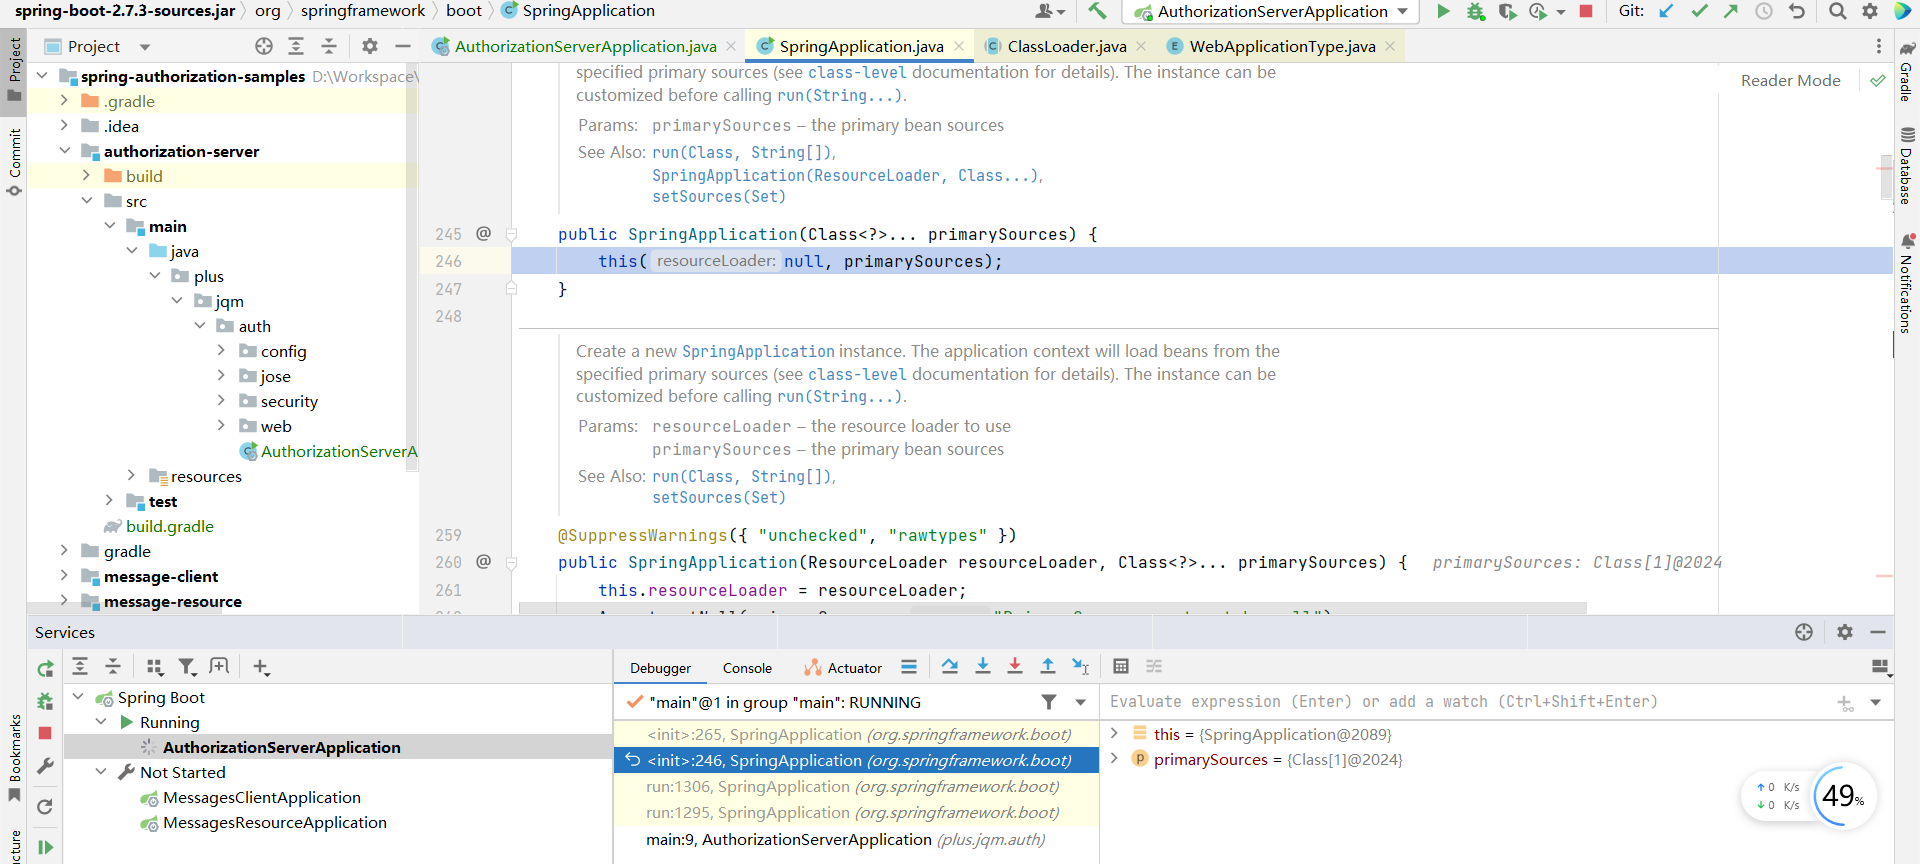 spring-boot-2.7.3-sources.jar org springframework boot SpringApplication
AuthorizationServerApplication
Git:
Project
AuthorizationServerApplication.java
SpringApplication.java
ClassLoader.java
WebApplicationType.java
Project
Commit
Bookmarks
spring-authorization-samples D:\Workspace\
.gradle
.idea
authorization-server
build
src
main
java
plus
jqm
auth
config
jose
security
web
AuthorizationServerA
resources
test
build.gradle
gradle
message-client
message-resource
Reader Mode
specified primary sources (see class-level documentation for details). The instance can be
customized before calling run(String...).
Params: primarySources – the primary bean sources
See Also: run(Class, String[]),
SpringApplication(ResourceLoader, Class...),
setSources(Set)
245 @ public SpringApplication(Class<?>... primarySources) {
246 this( resourceLoader: null, primarySources);
247 }
248
Create a new SpringApplication instance. The application context will load beans from the
specified primary sources (see class-level documentation for details). The instance can be
customized before calling run(String...).
Params: resourceLoader – the resource loader to use
primarySources – the primary bean sources
See Also: run(Class, String[]),
setSources(Set)
259 @SuppressWarnings({ "unchecked", "rawtypes" })
260 @ public SpringApplication(ResourceLoader resourceLoader, Class<?>... primarySources) { primarySources: Class[1]@2024
261 this.resourceLoader = resourceLoader;
Gradle
Database
Notifications
Services
Debugger Console Actuator
Spring Boot
Running
AuthorizationServerApplication
Not Started
MessagesClientApplication
MessagesResourceApplication
"main"@1 in group "main": RUNNING
<init>:265, SpringApplication (org.springframework.boot)
<init>:246, SpringApplication (org.springframework.boot)
run:1306, SpringApplication (org.springframework.boot)
run:1295, SpringApplication (org.springframework.boot)
main:9, AuthorizationServerApplication (plus.jqm.auth)
Evaluate expression (Enter) or add a watch (Ctrl+Shift+Enter)
this = {SpringApplication@2089}
primarySources = {Class[1]@2024}
↑ 0 K/s
↓ 0 K/s
49%